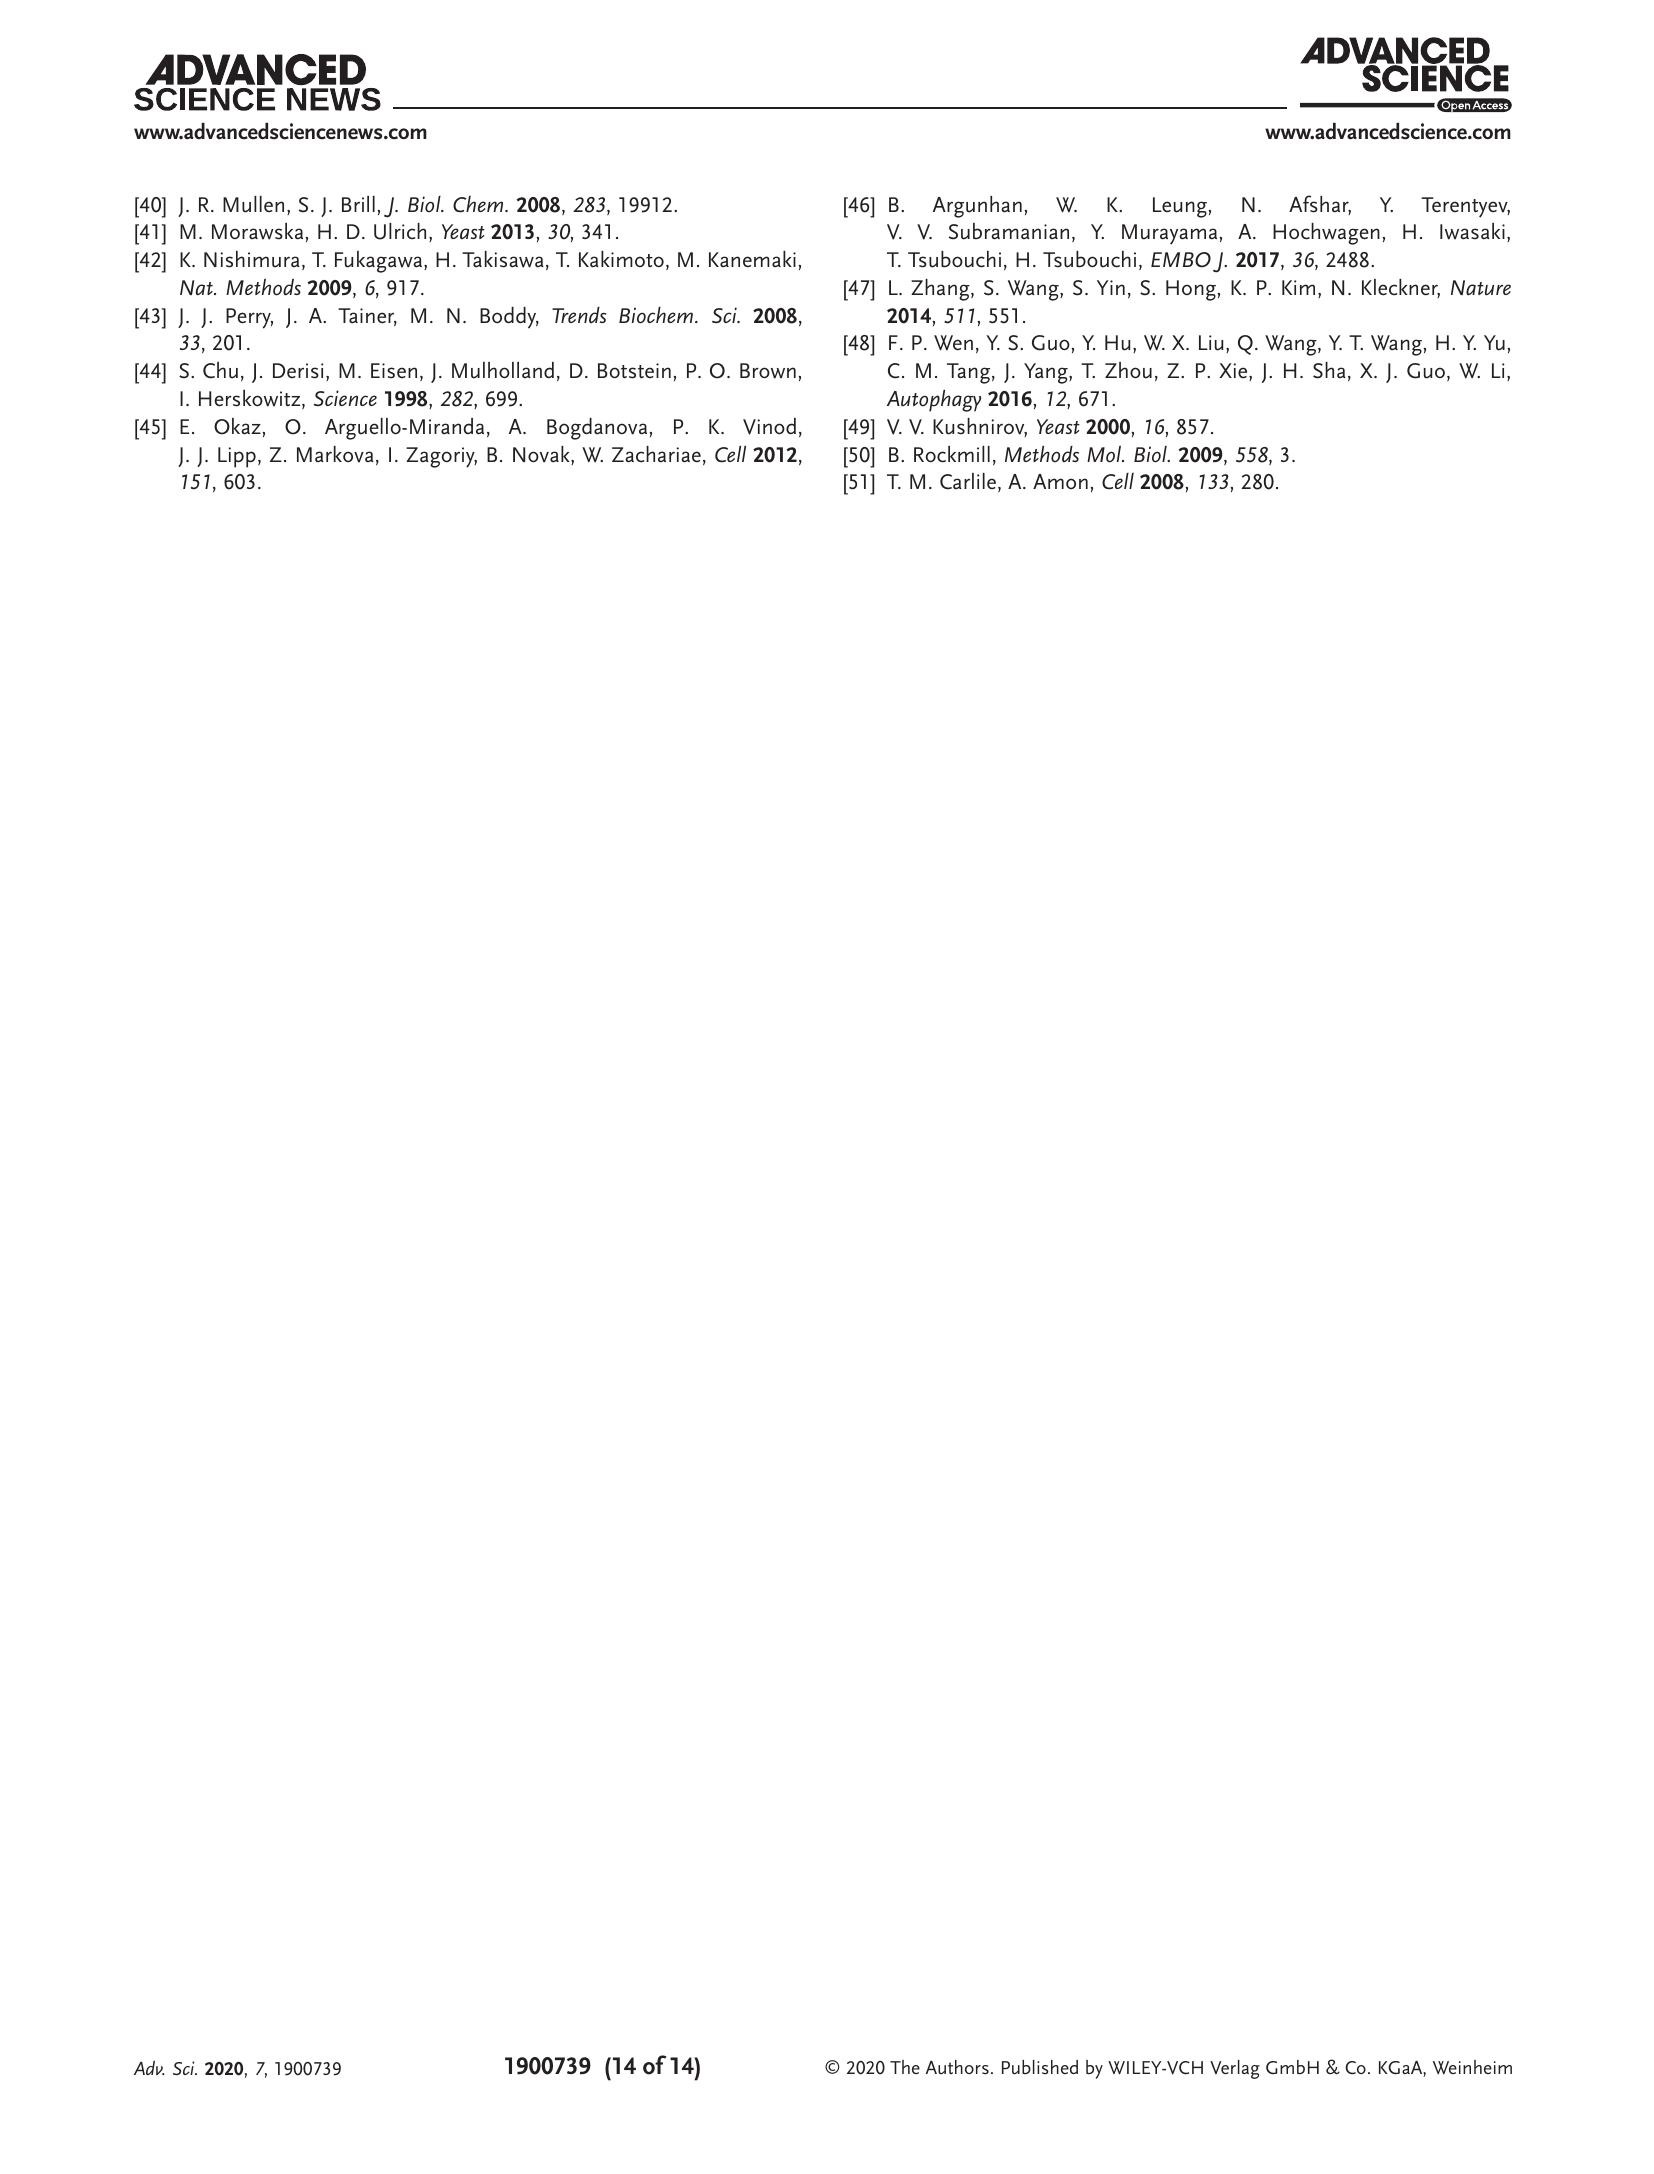 ADVANCED
SCIENCE NEWS
www.advancedsciencenews.com
ADVANCED
SCIENCE
Open Access
www.advancedscience.com
[40] J. R. Mullen, S. J. Brill, J. Biol. Chem. 2008, 283, 19912.
[41] M. Morawska, H. D. Ulrich, Yeast 2013, 30, 341.
[42] K. Nishimura, T. Fukagawa, H. Takisawa, T. Kakimoto, M. Kanemaki,
Nat. Methods 2009, 6, 917.
[43] J. J. Perry, J. A. Tainer, M. N. Boddy, Trends Biochem. Sci. 2008,
33, 201.
[44] S. Chu, J. Derisi, M. Eisen, J. Mulholland, D. Botstein, P. O. Brown,
I. Herskowitz, Science 1998, 282, 699.
[45] E. Okaz, O. Arguello-Miranda, A. Bogdanova, P. K. Vinod,
J. J. Lipp, Z. Markova, I. Zagoriy, B. Novak, W. Zachariae, Cell 2012,
151, 603.
[46] B. Argunhan, W. K. Leung, N. Afshar, Y. Terentyev,
V. V. Subramanian, Y. Murayama, A. Hochwagen, H. Iwasaki,
T. Tsubouchi, H. Tsubouchi, EMBO J. 2017, 36, 2488.
[47] L. Zhang, S. Wang, S. Yin, S. Hong, K. P. Kim, N. Kleckner, Nature
2014, 511, 551.
[48] F. P. Wen, Y. S. Guo, Y. Hu, W. X. Liu, Q. Wang, Y. T. Wang, H. Y. Yu,
C. M. Tang, J. Yang, T. Zhou, Z. P. Xie, J. H. Sha, X. J. Guo, W. Li,
Autophagy 2016, 12, 671.
[49] V. V. Kushnirov, Yeast 2000, 16, 857.
[50] B. Rockmill, Methods Mol. Biol. 2009, 558, 3.
[51] T. M. Carlile, A. Amon, Cell 2008, 133, 280.
Adv. Sci. 2020, 7, 1900739
1900739 (14 of 14)
© 2020 The Authors. Published by WILEY-VCH Verlag GmbH & Co. KGaA, Weinheim